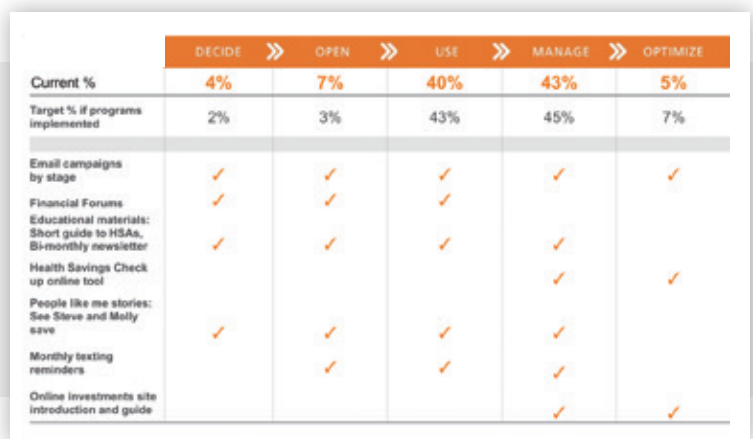 DECIDE » OPEN » USE » MANAGE » OPTIMIZE
Current % 4% 7% 40% 43% 5%
Target % if programs
implemented 2% 3% 43% 45% 7%
Email campaigns
by stage ✓ ✓ ✓ ✓ ✓
Financial Forums ✓ ✓ ✓
Educational materials:
Short guide to HSAs,
Bi-monthly newsletter ✓ ✓ ✓ ✓
Health Savings Check
up online tool ✓ ✓
People like me stories:
See Steve and Molly
save ✓ ✓ ✓ ✓
Monthly texting
reminders ✓ ✓ ✓
Online investments site
introduction and guide ✓ ✓